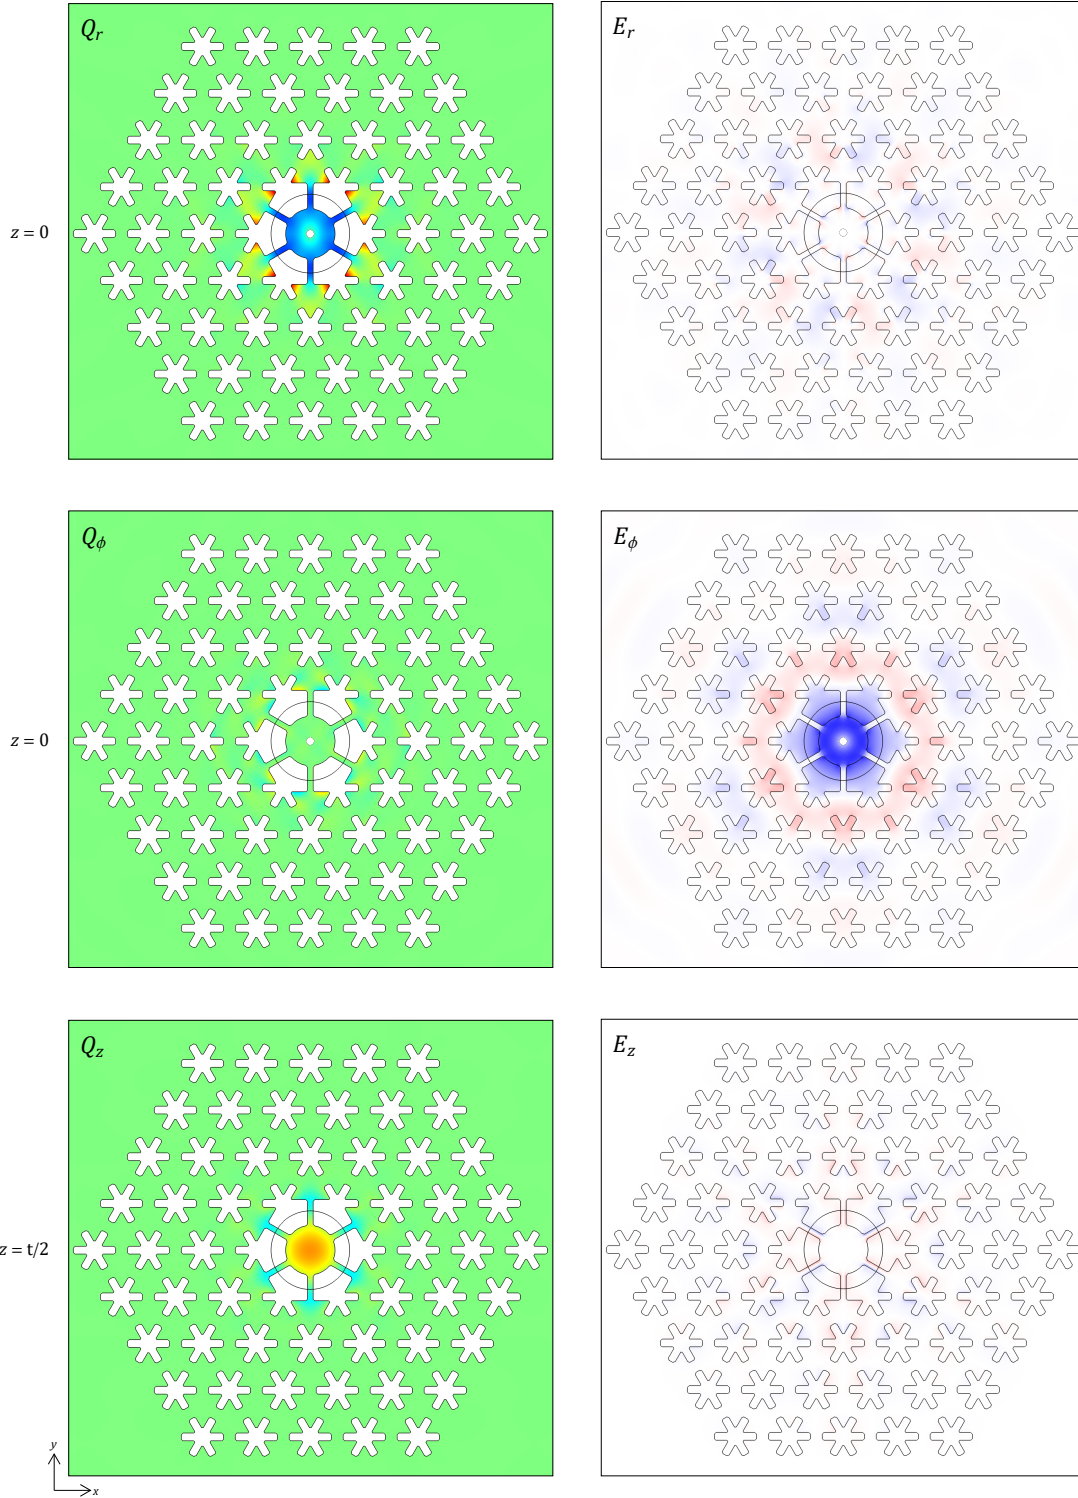 Q_r
E_r
z = 0
Q_ϕ
E_ϕ
z = 0
Q_z
E_z
z = t/2
y
x